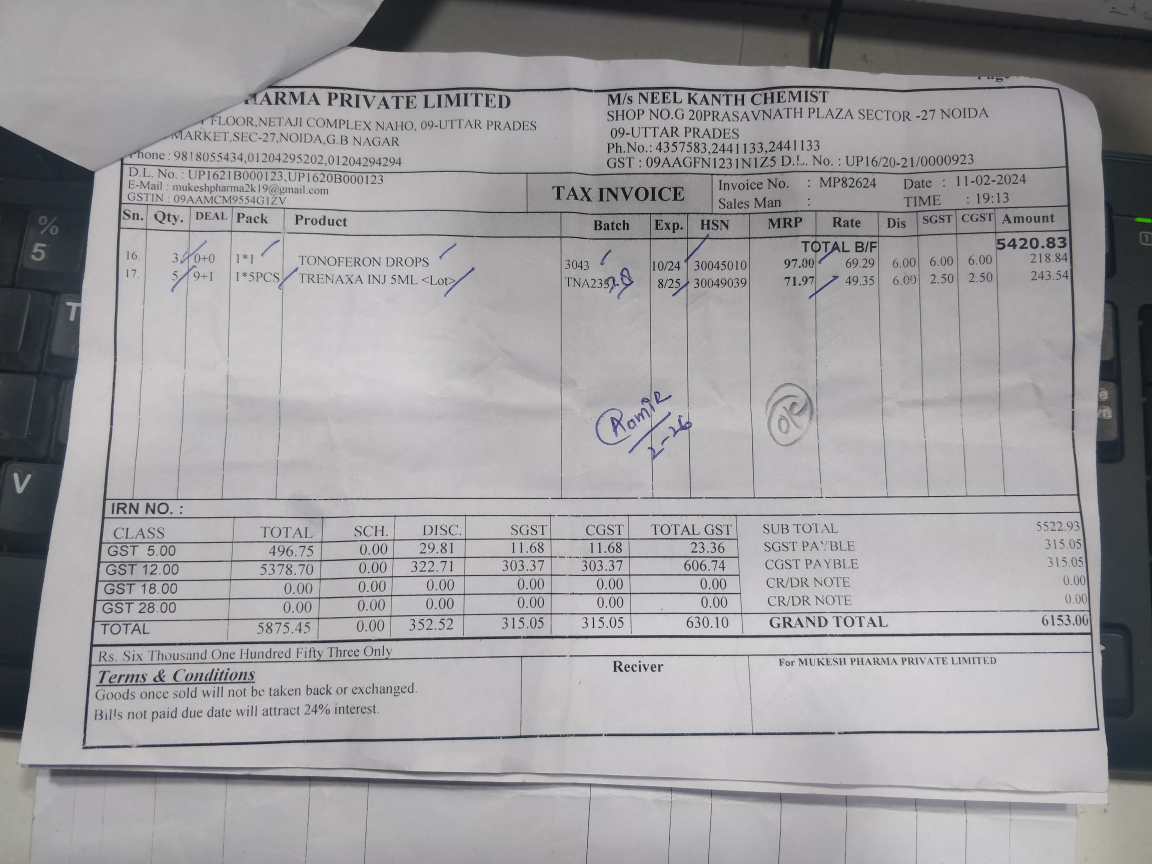 HARMA PRIVATE LIMITED
FLOOR,NETAJI COMPLEX NAHO, 09-UTTAR PRADES
MARKET,SEC-27,NOIDA,G.B NAGAR
Phone : 9818055434,01204295202,01204294294
D.L. No. : UP1621B000123,UP1620B000123
E-Mail : mukeshpharma2k19@gmail.com
GSTIN : 09AAMCM9554G1ZV
M/s NEEL KANTH CHEMIST
SHOP NO.G 20PRASAVNATH PLAZA SECTOR -27 NOIDA
09-UTTAR PRADES
Ph.No.: 4357583,2441133,2441133
GST : 09AAGFN1231N1Z5 D.L. No. : UP16/20-21/0000923
TAX INVOICE
Invoice No. : MP82624 Date : 11-02-2024
Sales Man : TIME : 19:13
Sn. Qty. DEAL Pack Product Batch Exp. HSN MRP Rate Dis SGST CGST Amount
TOTAL B/F 5420.83
16. 3 0+0 1*1 TONOFERON DROPS 3043 10/24 30045010 97.00 69.29 6.00 6.00 6.00 218.84
17. 5 9+1 1*5PCS TRENAXA INJ 5ML <Lot> TNA23 28 8/25 30049039 71.97 49.35 6.00 2.50 2.50 243.54
Aamir
2-26
OK
IRN NO. :
CLASS TOTAL SCH. DISC. SGST CGST TOTAL GST
GST 5.00 496.75 0.00 29.81 11.68 11.68 23.36
GST 12.00 5378.70 0.00 322.71 303.37 303.37 606.74
GST 18.00 0.00 0.00 0.00 0.00 0.00 0.00
GST 28.00 0.00 0.00 0.00 0.00 0.00 0.00
TOTAL 5875.45 0.00 352.52 315.05 315.05 630.10
SUB TOTAL 5522.93
SGST PAYBLE 315.05
CGST PAYBLE 315.05
CR/DR NOTE 0.00
CR/DR NOTE 0.00
GRAND TOTAL 6153.00
Rs. Six Thousand One Hundred Fifty Three Only
Terms & Conditions
Goods once sold will not be taken back or exchanged.
Bills not paid due date will attract 24% interest.
Reciver
For MUKESH PHARMA PRIVATE LIMITED
%
5
T
V